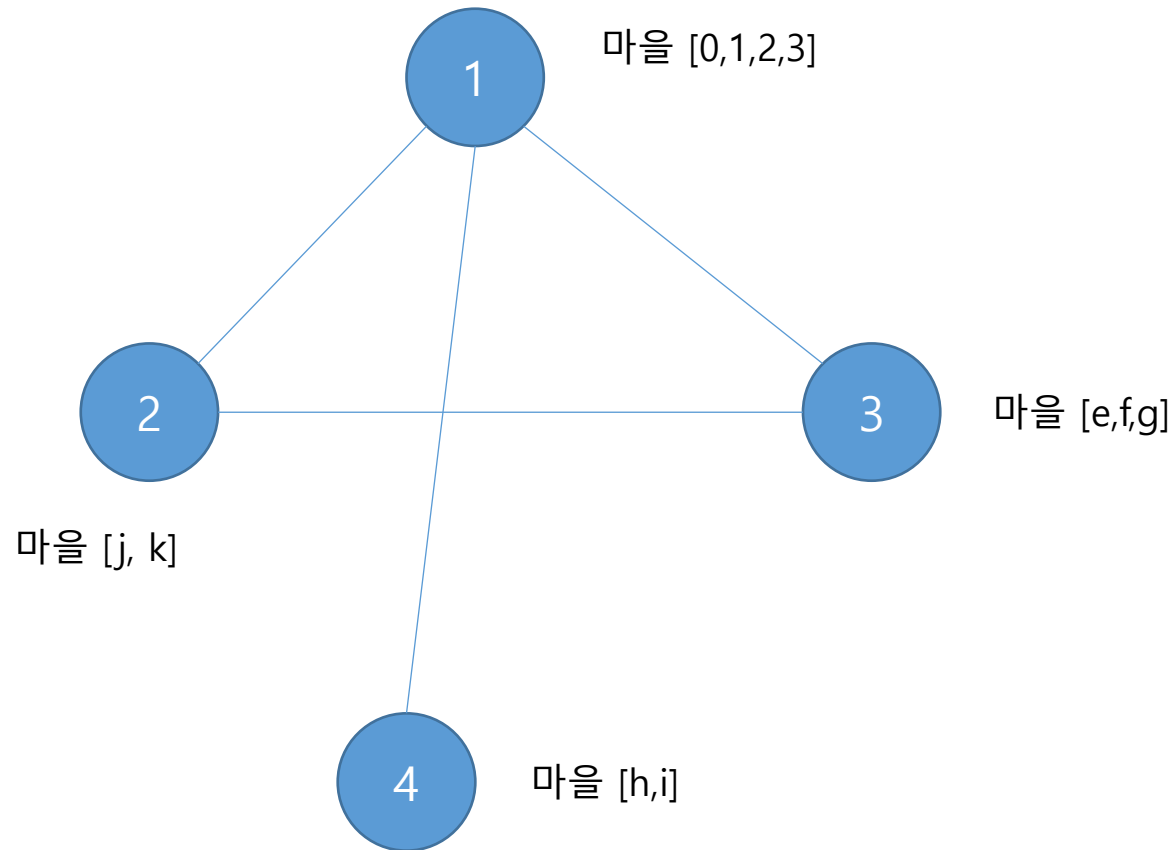 마을 [0,1,2,3]
1
2
3
마을 [e,f,g]
마을 [j, k]
4
마을 [h,i]